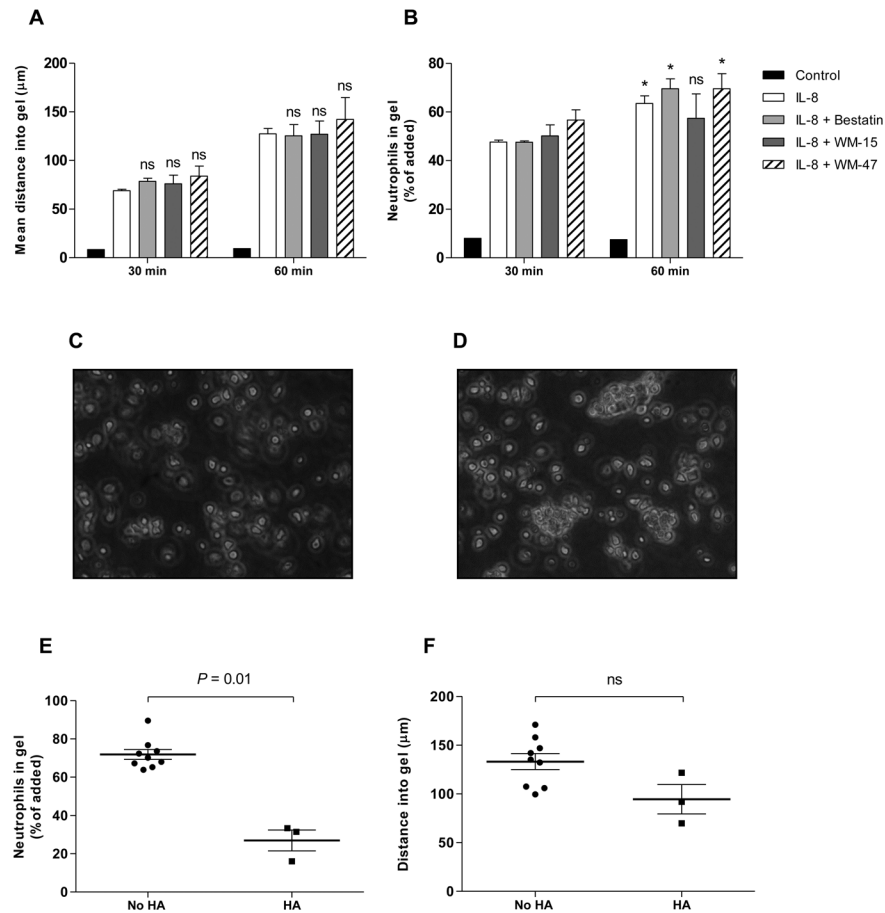 A
Mean distance into gel (µm)
200
150
100
50
0
ns
ns
ns
ns
ns
ns
30 min
60 min
B
Neutrophils in gel
(% of added)
80
60
40
20
0
*
*
ns
*
30 min
60 min
Control
IL-8
IL-8 + Bestatin
IL-8 + WM-15
IL-8 + WM-47
C
D
E
Neutrophils in gel
(% of added)
100
80
60
40
20
0
P = 0.01
No HA
HA
F
Distance into gel (µm)
200
150
100
50
0
ns
No HA
HA